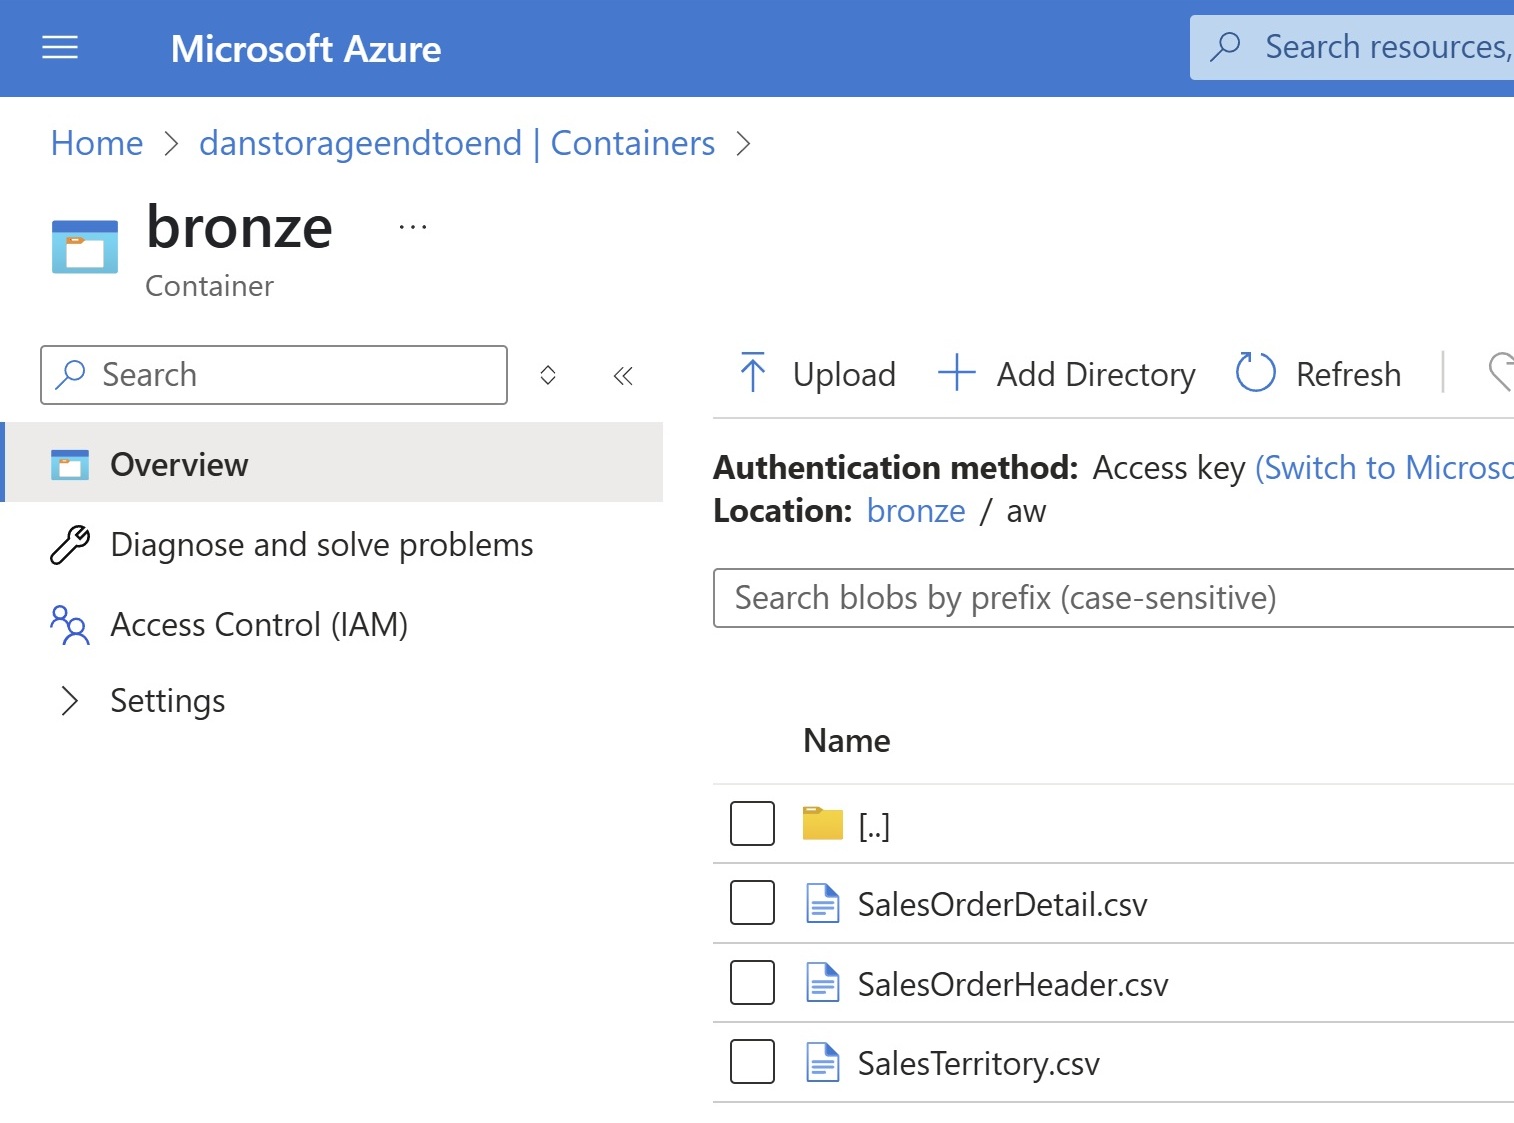 Microsoft Azure
Search resources,
Home > danstorageendtoend | Containers >
bronze ...
Container
Search
Upload
Add Directory
Refresh
Overview
Diagnose and solve problems
Access Control (IAM)
Settings
Authentication method: Access key (Switch to Microso
Location: bronze / aw
Search blobs by prefix (case-sensitive)
Name
[..]
SalesOrderDetail.csv
SalesOrderHeader.csv
SalesTerritory.csv